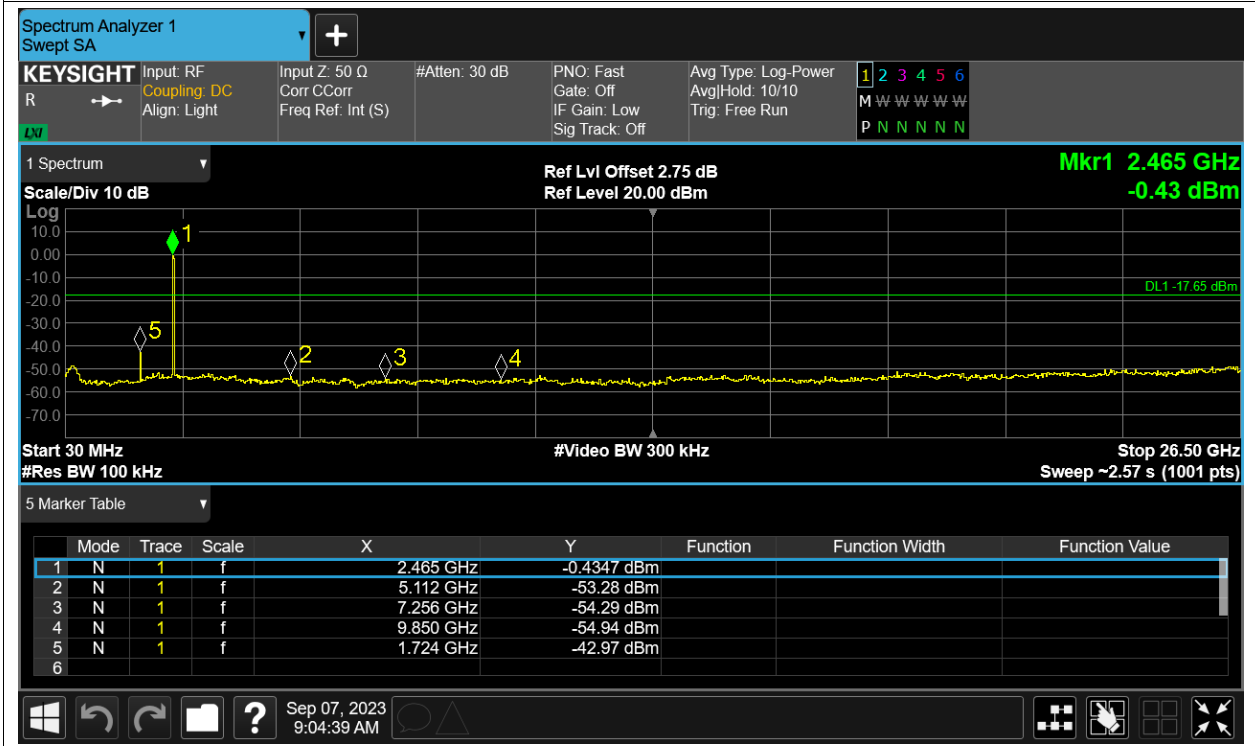 Spectrum Analyzer 1
Swept SA
+
KEYSIGHT
R
LXI
Input: RF
Coupling: DC
Align: Light
Input Z: 50 Ω
Corr CCorr
Freq Ref: Int (S)
#Atten: 30 dB
PNO: Fast
Gate: Off
IF Gain: Low
Sig Track: Off
Avg Type: Log-Power
Avg|Hold: 10/10
Trig: Free Run
1 2 3 4 5 6
M W W W W W
P N N N N N
1 Spectrum
Scale/Div 10 dB
Ref Lvl Offset 2.75 dB
Ref Level 20.00 dBm
Mkr1 2.465 GHz
-0.43 dBm
Log
10.0
0.00
-10.0
-20.0
-30.0
-40.0
-50.0
-60.0
-70.0
1
5
2
3
4
DL1 -17.65 dBm
Start 30 MHz
#Res BW 100 kHz
#Video BW 300 kHz
Stop 26.50 GHz
Sweep ~2.57 s (1001 pts)
5 Marker Table
Mode Trace Scale X Y Function Function Width Function Value
1 N 1 f 2.465 GHz -0.4347 dBm
2 N 1 f 5.112 GHz -53.28 dBm
3 N 1 f 7.256 GHz -54.29 dBm
4 N 1 f 9.850 GHz -54.94 dBm
5 N 1 f 1.724 GHz -42.97 dBm
6
?
Sep 07, 2023
9:04:39 AM